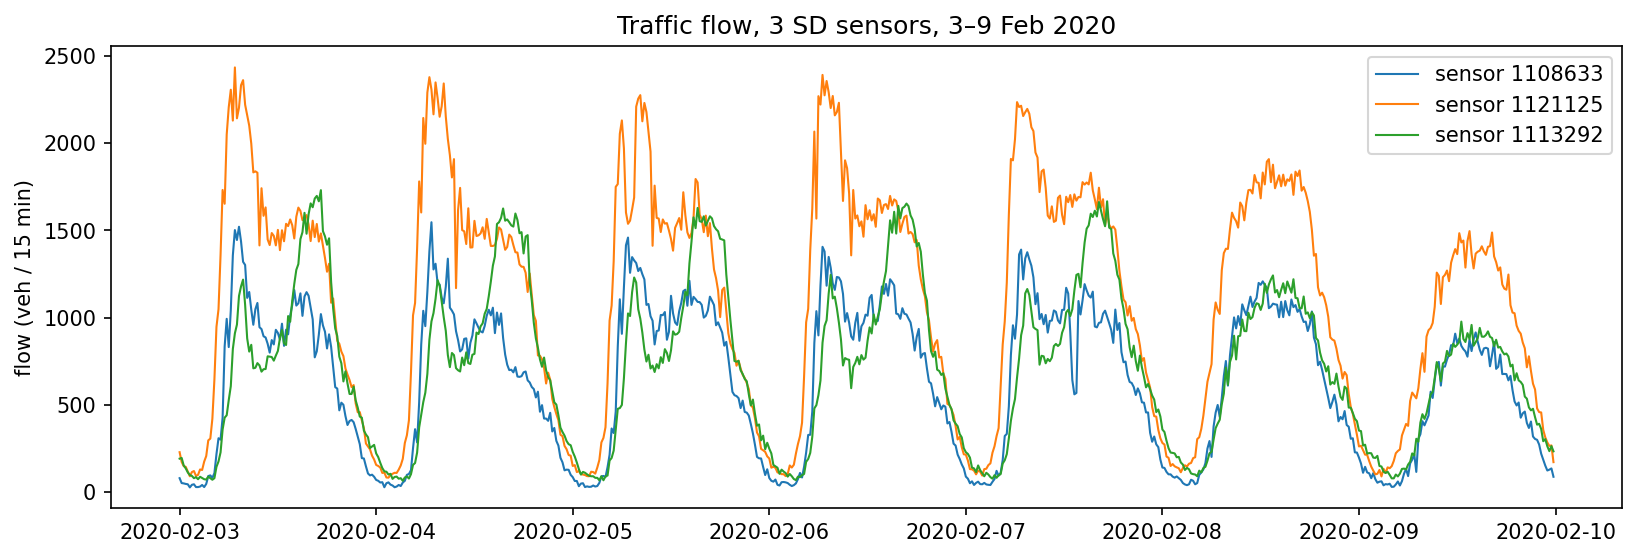 Traffic flow, 3 SD sensors, 3–9 Feb 2020
flow (veh / 15 min)
2500
2000
1500
1000
500
0
sensor 1108633
sensor 1121125
sensor 1113292
2020-02-03 2020-02-04 2020-02-05 2020-02-06 2020-02-07 2020-02-08 2020-02-09 2020-02-10